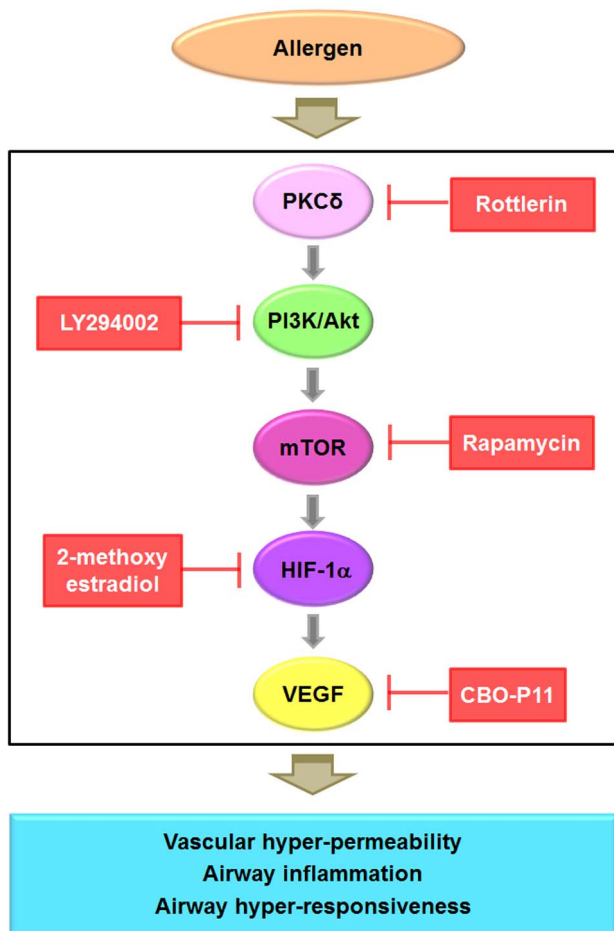 Allergen
PKCδ
Rottlerin
LY294002
PI3K/Akt
mTOR
Rapamycin
2-methoxy
estradiol
HIF-1α
VEGF
CBO-P11
Vascular hyper-permeability
Airway inflammation
Airway hyper-responsiveness